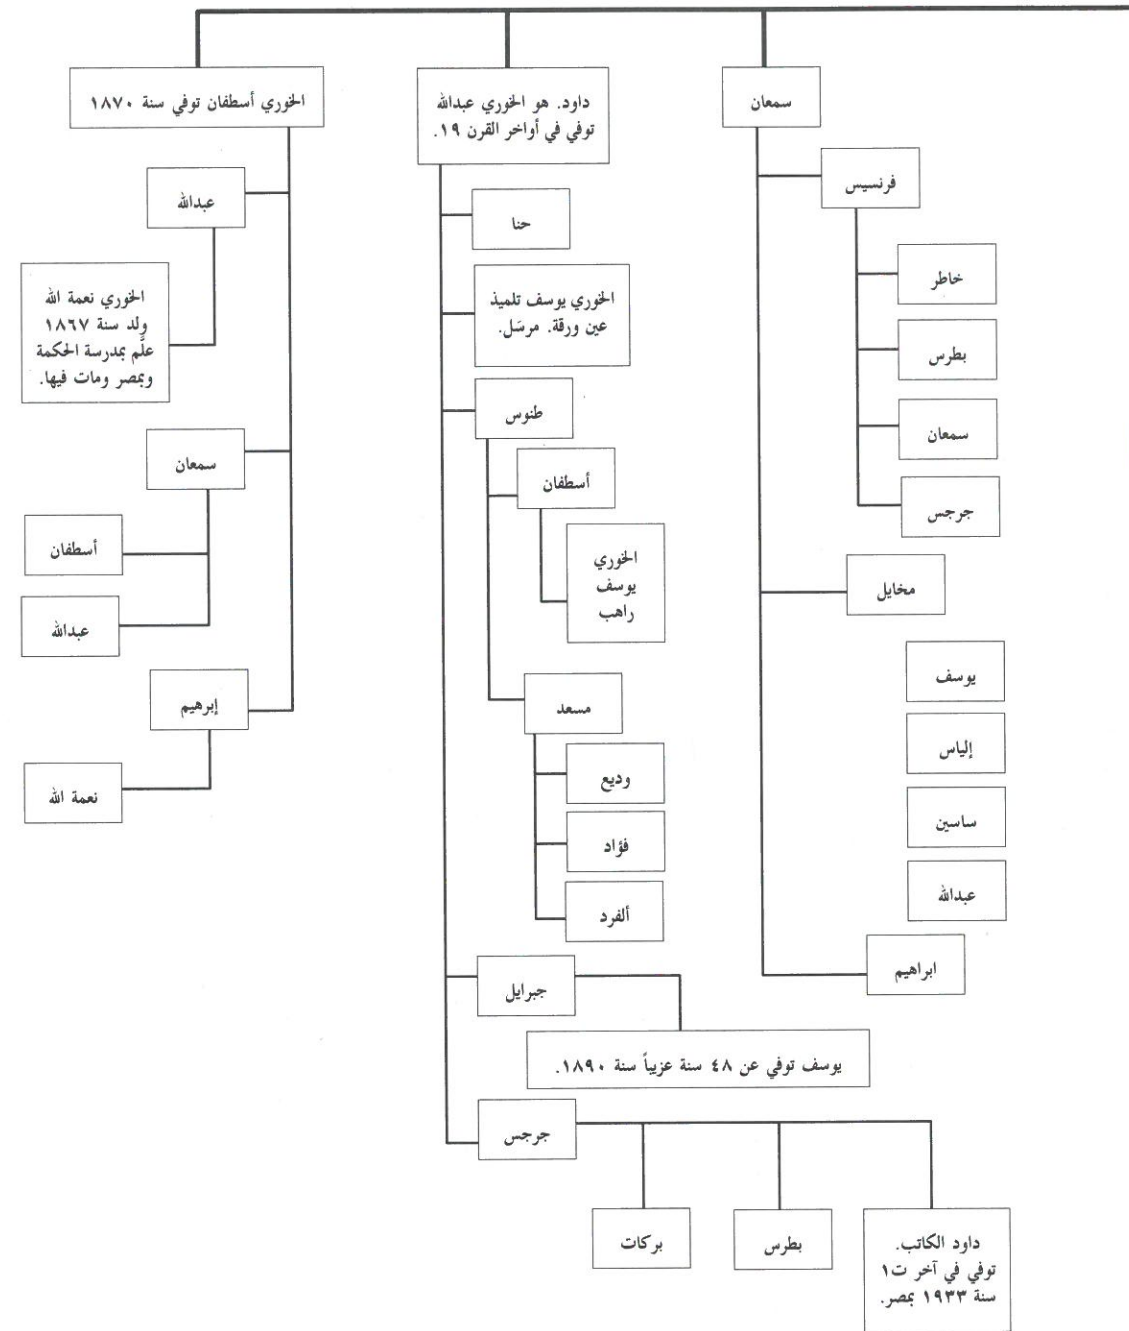 سمعان
فرنسيس
خاطر
بطرس
سمعان
جرجس
مخايل
يوسف
إلياس
ساسين
عبدالله
ابراهيم
داود. هو الخوري عبدالله
توفي في أواخر القرن ١٩.
حنا
الخوري يوسف تلميذ
عين ورقة. مرسَل.
طنوس
أسطفان
الخوري
يوسف
راهب
مسعد
وديع
فؤاد
ألفرد
جبرايل
يوسف توفي عن ٤٨ سنة عزيباً سنة ١٨٩٠.
جرجس
داود الكاتب.
توفي في آخر ت١
سنة ١٩٣٣ بمصر.
بطرس
بركات
الخوري أسطفان توفي سنة ١٨٧٠
عبدالله
الخوري نعمة الله
ولد سنة ١٨٦٧
علَّم بمدرسة الحكمة
وبمصر ومات فيها.
سمعان
أسطفان
عبدالله
إبرهيم
نعمة الله